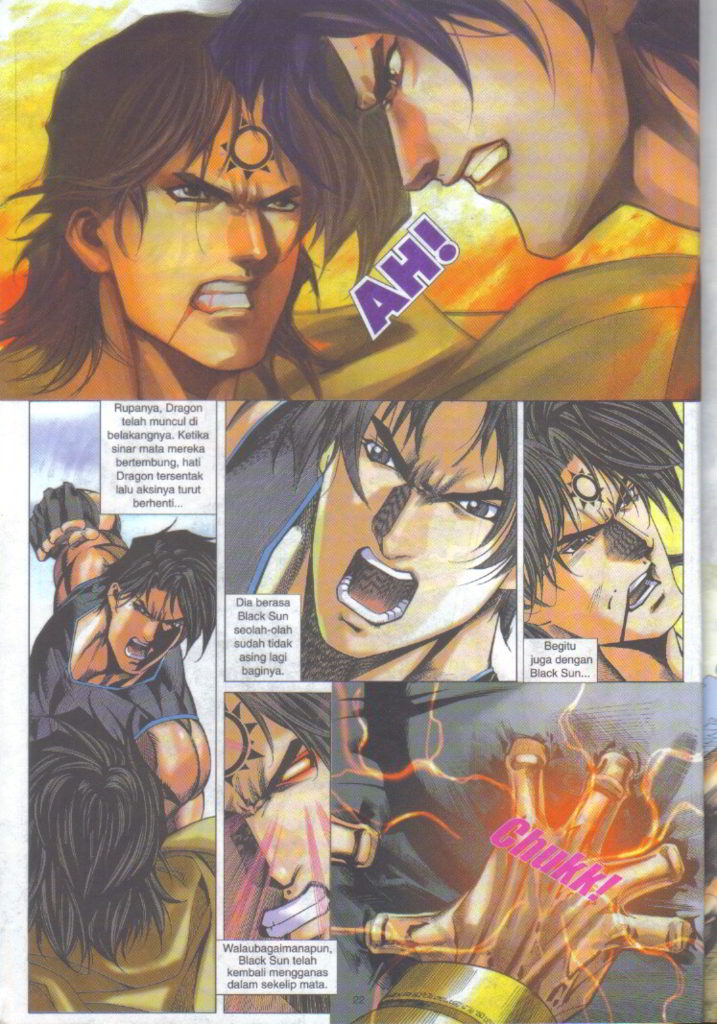 AH!
Rupanya, Dragon
telah muncul di
belakangnya. Ketika
sinar mata mereka
bertembung, hati
Dragon tersentak
lalu aksinya turut
berhenti...
Dia berasa
Black Sun
seolah-olah
sudah tidak
asing lagi
baginya.
Begitu
juga dengan
Black Sun...
Walaubagaimanapun,
Black Sun telah
kembali mengganas
dalam sekelip mata.
Chukk!
22